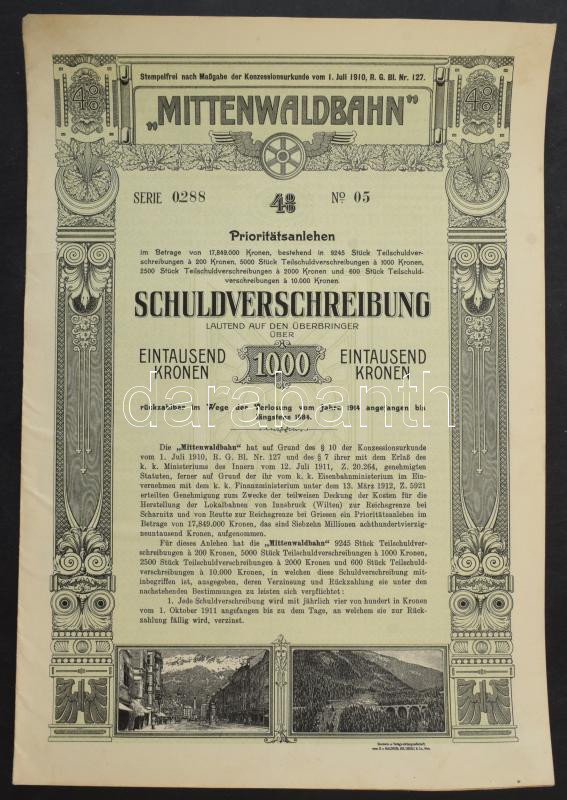 Stempelfrei nach Maßgabe der Konzessionsurkunde vom 1. Juli 1910, R. G. Bl. Nr. 127.
4%
4%
„MITTENWALDBAHN“
SERIE 0288
4%
No 05
Prioritätsanlehen
im Betrage von 17,849.000 Kronen, bestehend in 9245 Stück Teilschuldver-
schreibungen à 200 Kronen, 5000 Stück Teilschuldverschreibungen à 1000 Kronen,
2500 Stück Teilschuldverschreibungen à 2000 Kronen und 600 Stück Teilschuld-
verschreibungen à 10.000 Kronen
SCHULDVERSCHREIBUNG
LAUTEND AUF DEN ÜBERBRINGER
ÜBER
EINTAUSEND
KRONEN
1000
EINTAUSEND
KRONEN
darabanth
rückzahlbar im Wege der Verlosung vom Jahre 1914 angefangen bis
längstens 1984.
Die „Mittenwaldbahn“ hat auf Grund des § 10 der Konzessionsurkunde
vom 1. Juli 1910, R. G. Bl. Nr. 127 und des § 7 ihrer mit dem Erlaß des
k. k. Ministeriums des Innern vom 12. Juli 1911, Z. 20.264, genehmigten
Statuten, ferner auf Grund der ihr vom k. k. Eisenbahnministerium im Ein-
vernehmen mit dem k. k. Finanzministerium unter dem 13. März 1912, Z. 5921
erteilten Genehmigung zum Zwecke der teilweisen Deckung der Kosten für die
Herstellung der Lokalbahnen von Innsbruck (Wilten) zur Reichsgrenze bei
Scharnitz und von Reutte zur Reichsgrenze bei Griesen ein Prioritätsanlehen im
Betrage von 17,849.000 Kronen, das sind Siebzehn Millionen achthundertvierzig-
neuntausend Kronen, aufgenommen.
Für dieses Anlehen hat die „Mittenwaldbahn“ 9245 Stück Teilschuldver-
schreibungen à 200 Kronen, 5000 Stück Teilschuldverschreibungen à 1000 Kronen,
2500 Stück Teilschuldverschreibungen à 2000 Kronen und 600 Stück Teilschuld-
verschreibungen à 10.000 Kronen, in welchen diese Schuldverschreibung mit-
inbegriffen ist, ausgegeben, deren Verzinsung und Rückzahlung sie unter den
nachstehenden Bestimmungen zu leisten sich verpflichtet:
1. Jede Schuldverschreibung wird mit jährlich vier von hundert in Kronen
vom 1. Oktober 1911 angefangen bis zu dem Tage, an welchem sie zur Rück-
zahlung fällig wird, verzinst.